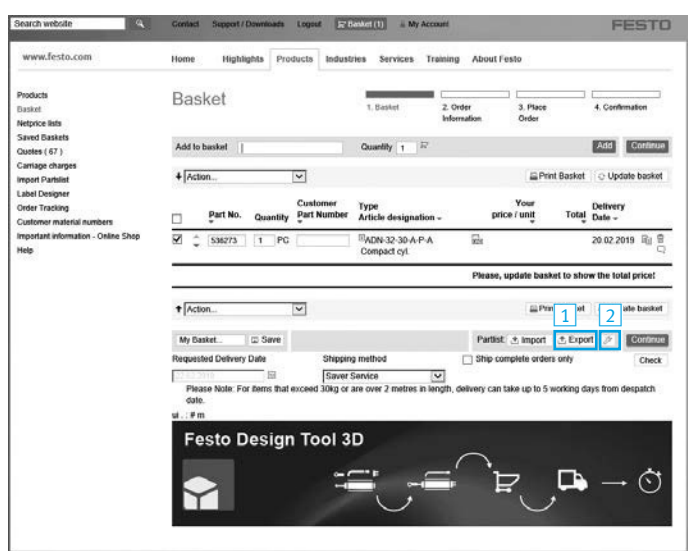 Search website
Contact Support / Downloads Logout Basket (1) My Account
FESTO
www.festo.com
Home Highlights Products Industries Services Training About Festo
Products
Basket
Netprice lists
Saved Baskets
Quotes ( 67 )
Carriage charges
Import Partslist
Label Designer
Order Tracking
Customer material numbers
Important information - Online Shop
Help
Basket
1. Basket
2. Order Information
3. Place Order
4. Confirmation
Add to basket
Quantity 1
Add Continue
Action...
Print Basket Update basket
Part No. Quantity Customer Part Number Type Article designation Your price / unit Total Delivery Date
538273 1 PC ADN-32-30-A-P-A 20.02.2019
Compact cyl.
Please, update basket to show the total price!
Action...
1 2
My Basket... Save
Partlist: Import Export Continue
Requested Delivery Date
Shipping method
Ship complete orders only
Check
Saver Service
Please Note: For items that exceed 30kg or are over 2 metres in length, delivery can take up to 5 working days from despatch
date.
Festo Design Tool 3D